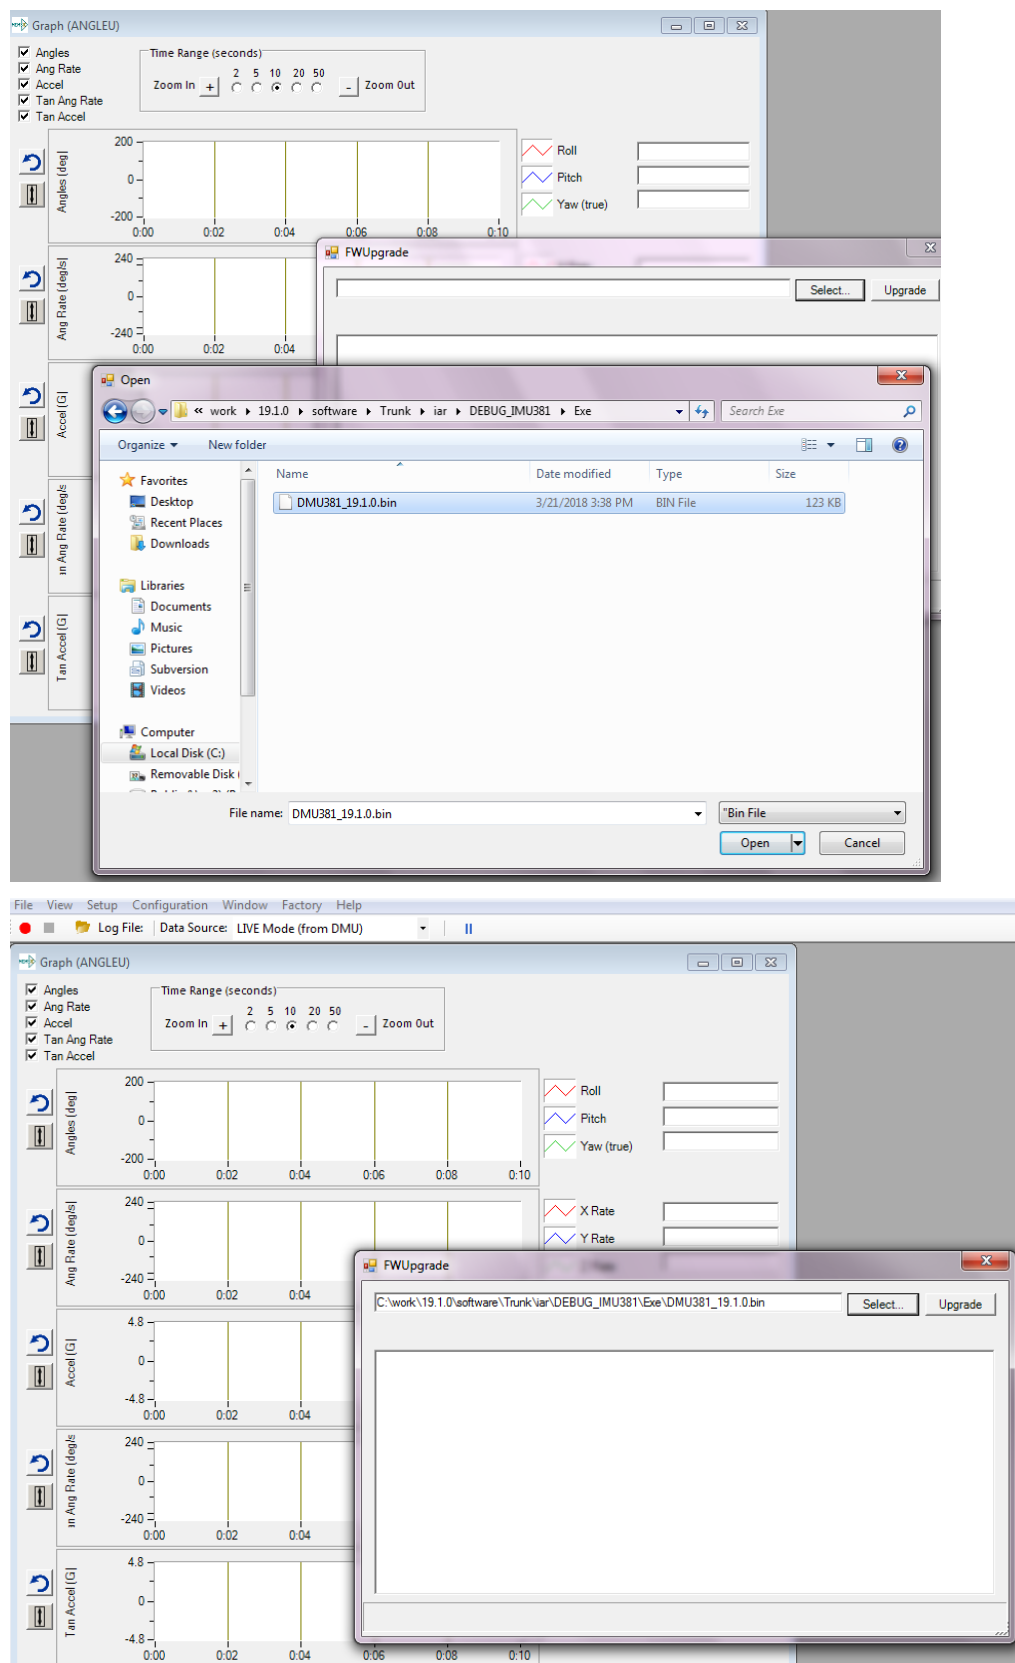 Graph (ANGLEU)
Angles
Ang Rate
Accel
Tan Ang Rate
Tan Accel
Time Range (seconds)
2 5 10 20 50
Zoom In + - Zoom Out
Angles [deg]
200
0
-200
0:00 0:02 0:04 0:06 0:08 0:10
Roll
Pitch
Yaw (true)
Ang Rate [deg/s]
240
0
-240
0:00 0:02 0:04
FWUpgrade
Select... Upgrade
Accel [G]
Open
« work 19.1.0 software Trunk iar DEBUG_IMU381 Exe
Search Exe
Organize New folder
Name Date modified Type Size
DMU381_19.1.0.bin 3/21/2018 3:38 PM BIN File 123 KB
Favorites
Desktop
Recent Places
Downloads
Libraries
Documents
Music
Pictures
Subversion
Videos
Computer
Local Disk (C:)
Removable Disk
File name: DMU381_19.1.0.bin "Bin File
Open Cancel
Ang Rate [deg/s
Tan Accel [G]
File View Setup Configuration Window Factory Help
Log File: Data Source: LIVE Mode (from DMU)
Graph (ANGLEU)
Angles
Ang Rate
Accel
Tan Ang Rate
Tan Accel
Time Range (seconds)
2 5 10 20 50
Zoom In + - Zoom Out
Angles [deg]
200
0
-200
0:00 0:02 0:04 0:06 0:08 0:10
Roll
Pitch
Yaw (true)
Ang Rate [deg/s]
240
0
-240
0:00 0:02 0:04
X Rate
Y Rate
FWUpgrade
C:\work\19.1.0\software\Trunk\iar\DEBUG_IMU381\Exe\DMU381_19.1.0.bin
Select... Upgrade
Accel [G]
4.8
0
-4.8
0:00 0:02 0:04
Ang Rate [deg/s
240
0
-240
0:00 0:02 0:04
Tan Accel [G]
4.8
0
-4.8
0:00 0:02 0:04 0:06 0:08 0:10